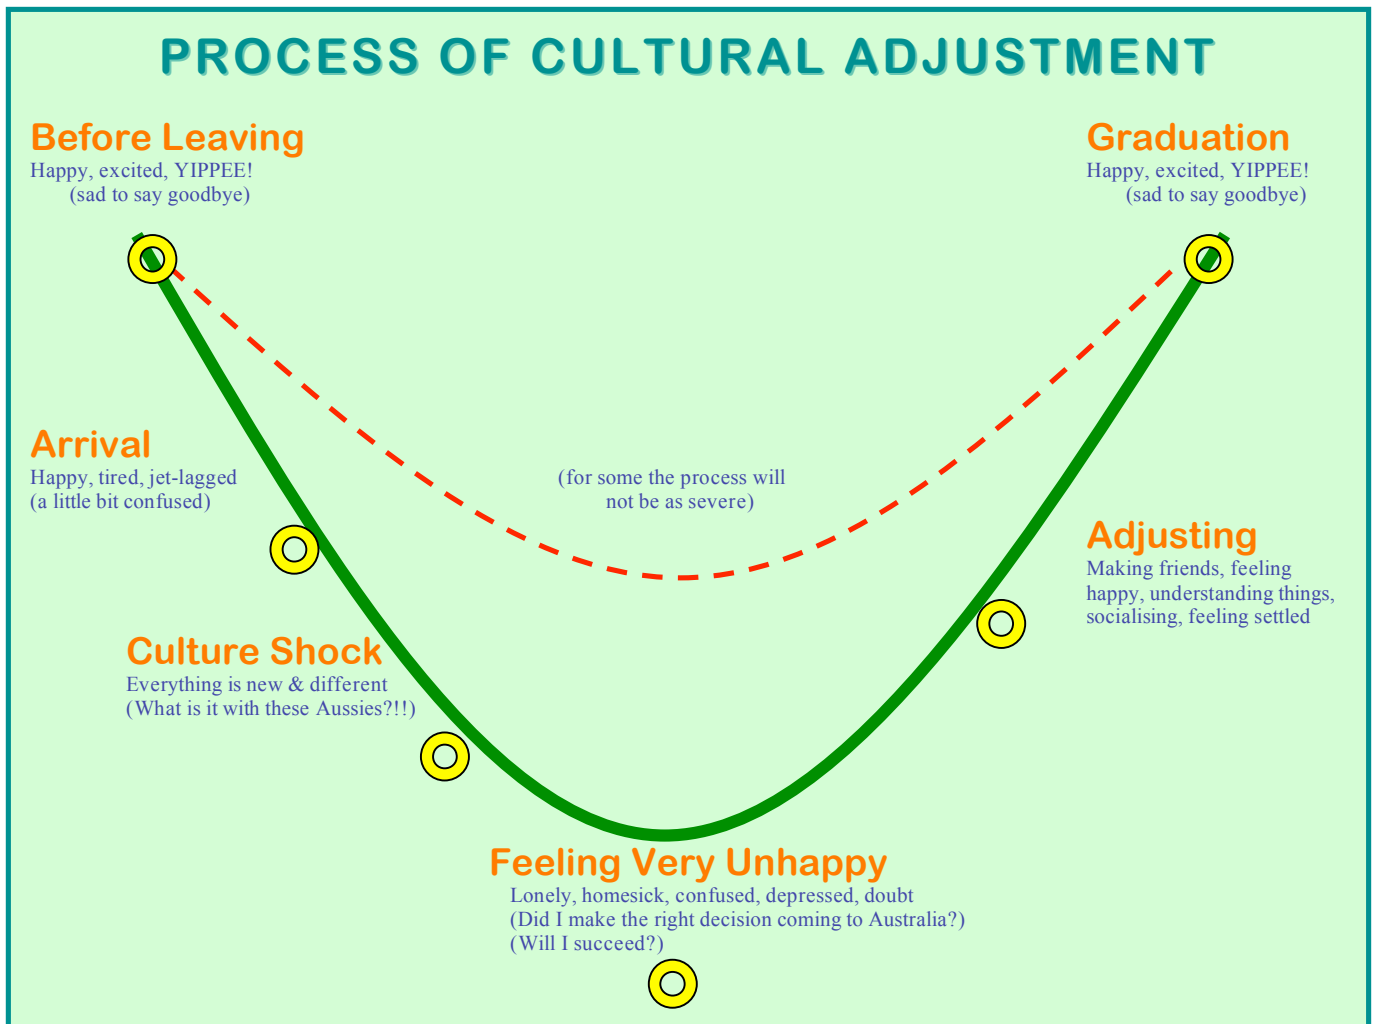 PROCESS OF CULTURAL ADJUSTMENT
Before Leaving
Happy, excited, YIPPEE!
(sad to say goodbye)
Graduation
Happy, excited, YIPPEE!
(sad to say goodbye)
Arrival
Happy, tired, jet-lagged
(a little bit confused)
(for some the process will
not be as severe)
Adjusting
Making friends, feeling
happy, understanding things,
socialising, feeling settled
Culture Shock
Everything is new & different
(What is it with these Aussies?!!)
Feeling Very Unhappy
Lonely, homesick, confused, depressed, doubt
(Did I make the right decision coming to Australia?)
(Will I succeed?)